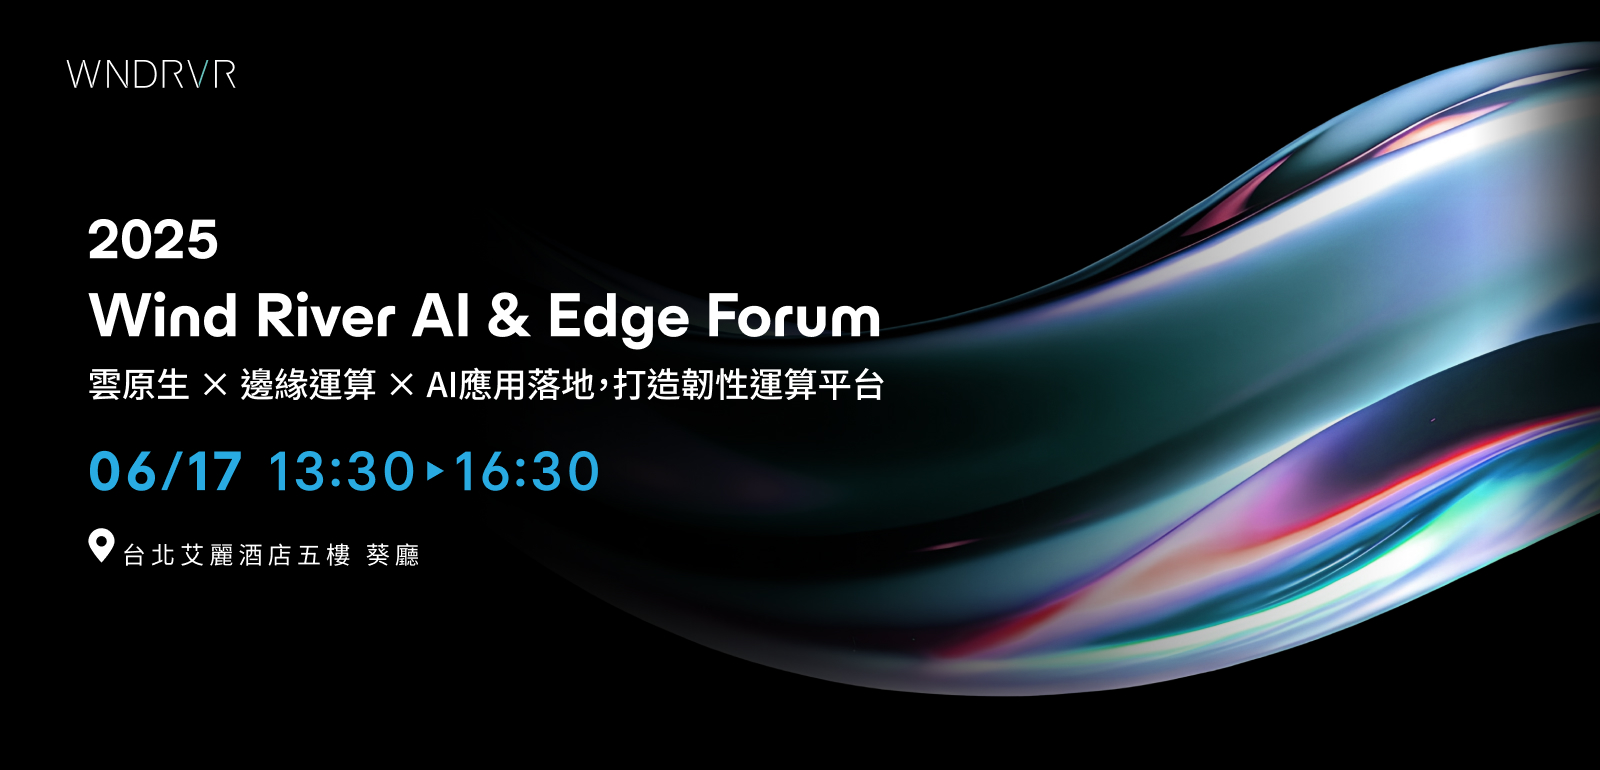 WNDRVR
2025
Wind River AI & Edge Forum
雲原生 × 邊緣運算 × AI應用落地，打造韌性運算平台
06/17 13:30▸16:30
台北艾麗酒店五樓 葵廳